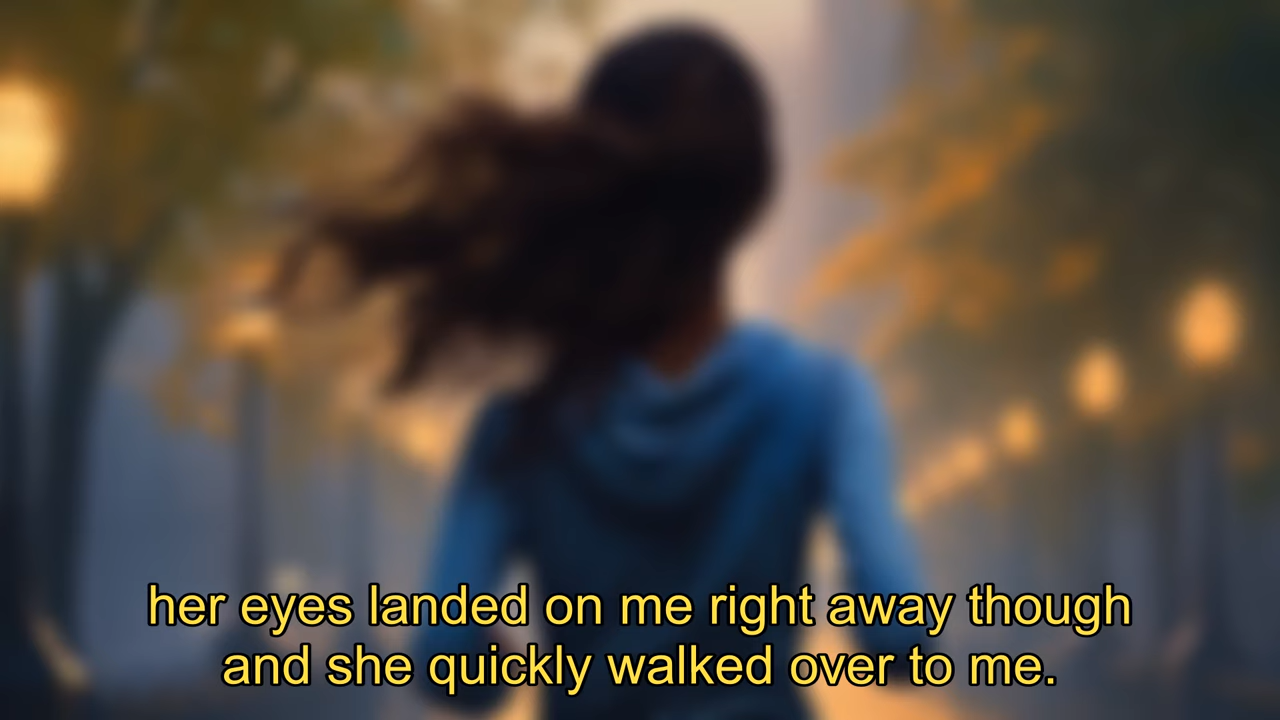 her eyes landed on me right away though
and she quickly walked over to me.